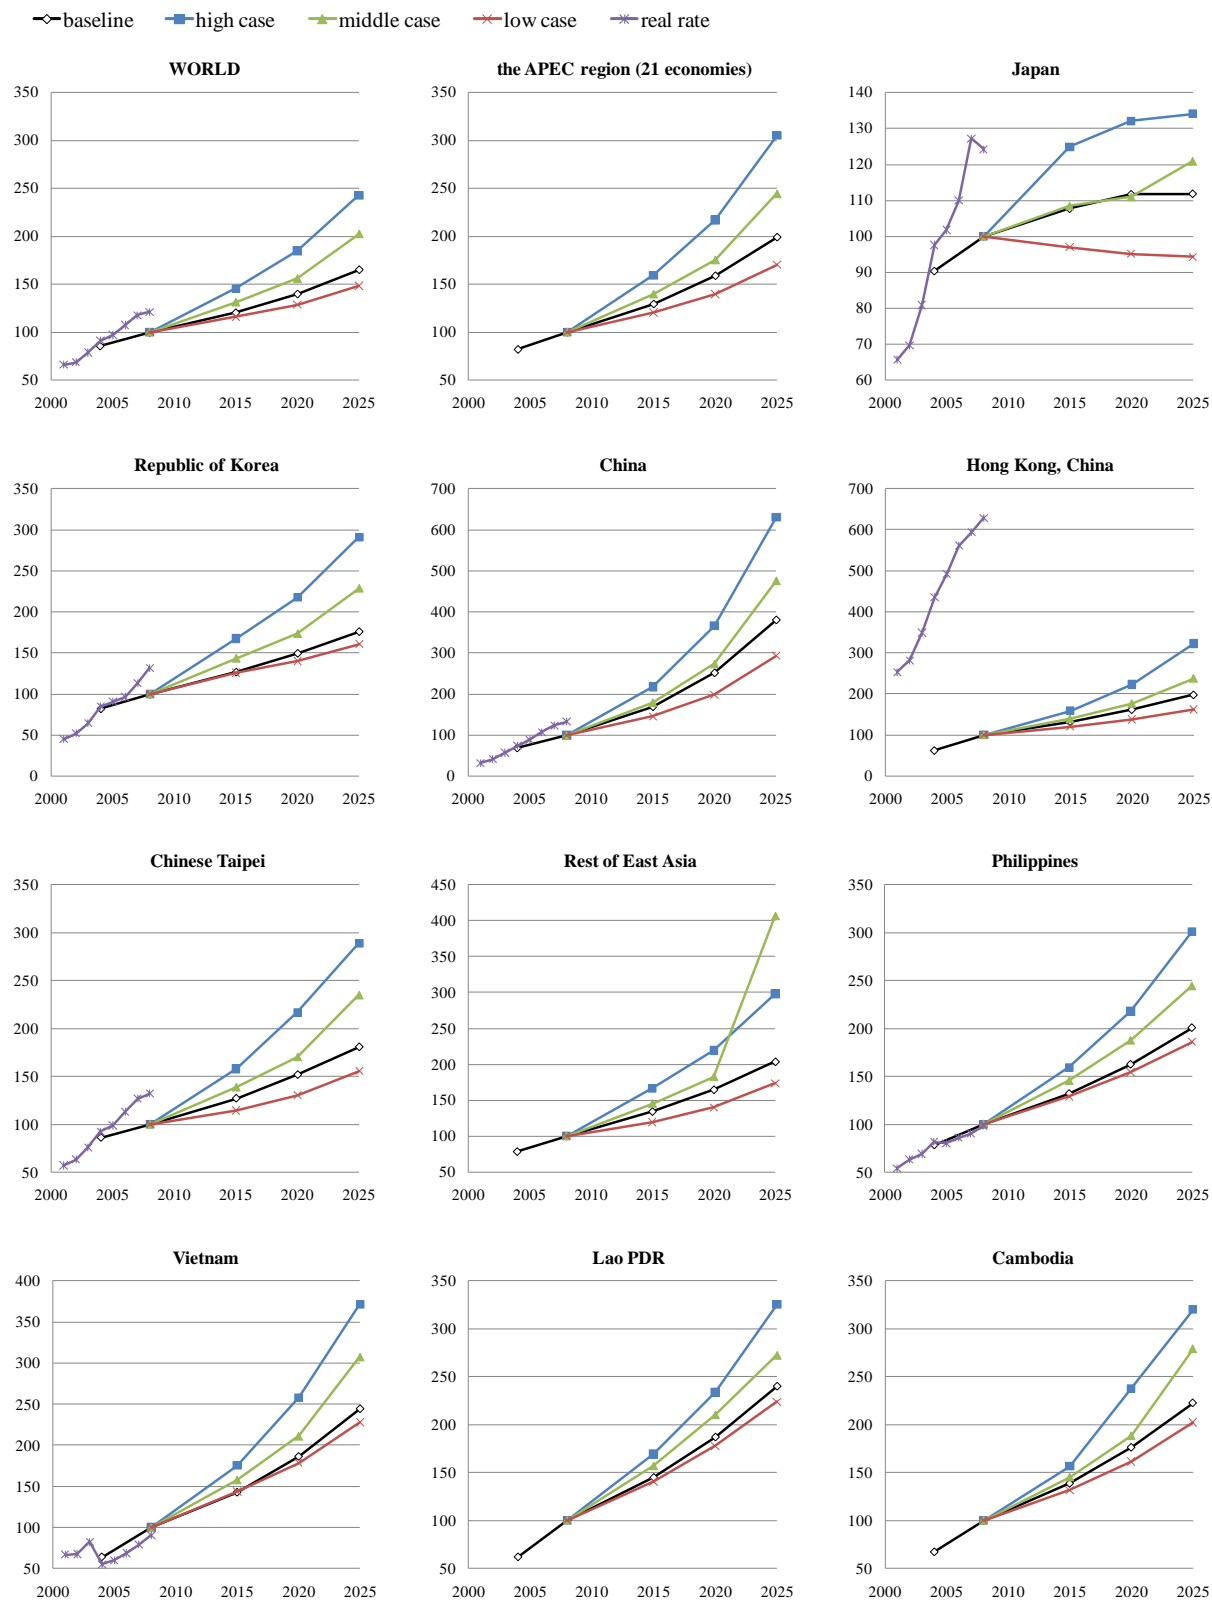 baseline high case middle case low case real rate
WORLD the APEC region (21 economies) Japan
350 350 140
300 300 130
250 250 120
200 200 110
150 150 100
100 100 90
50 50 80
70
60
2000 2005 2010 2015 2020 2025 2000 2005 2010 2015 2020 2025 2000 2005 2010 2015 2020 2025
Republic of Korea China Hong Kong, China
350 700 700
300 600 600
250 500 500
200 400 400
150 300 300
100 200 200
50 100 100
0 0 0
2000 2005 2010 2015 2020 2025 2000 2005 2010 2015 2020 2025 2000 2005 2010 2015 2020 2025
Chinese Taipei Rest of East Asia Philippines
350 450 350
300 400 300
250 350 250
200 300 200
150 250 150
100 200 100
50 150 50
100
50
2000 2005 2010 2015 2020 2025 2000 2005 2010 2015 2020 2025 2000 2005 2010 2015 2020 2025
Vietnam Lao PDR Cambodia
400 350 350
350 300 300
300 250 250
250 200 200
200 150 150
150 100 100
100 50 50
50
2000 2005 2010 2015 2020 2025 2000 2005 2010 2015 2020 2025 2000 2005 2010 2015 2020 2025